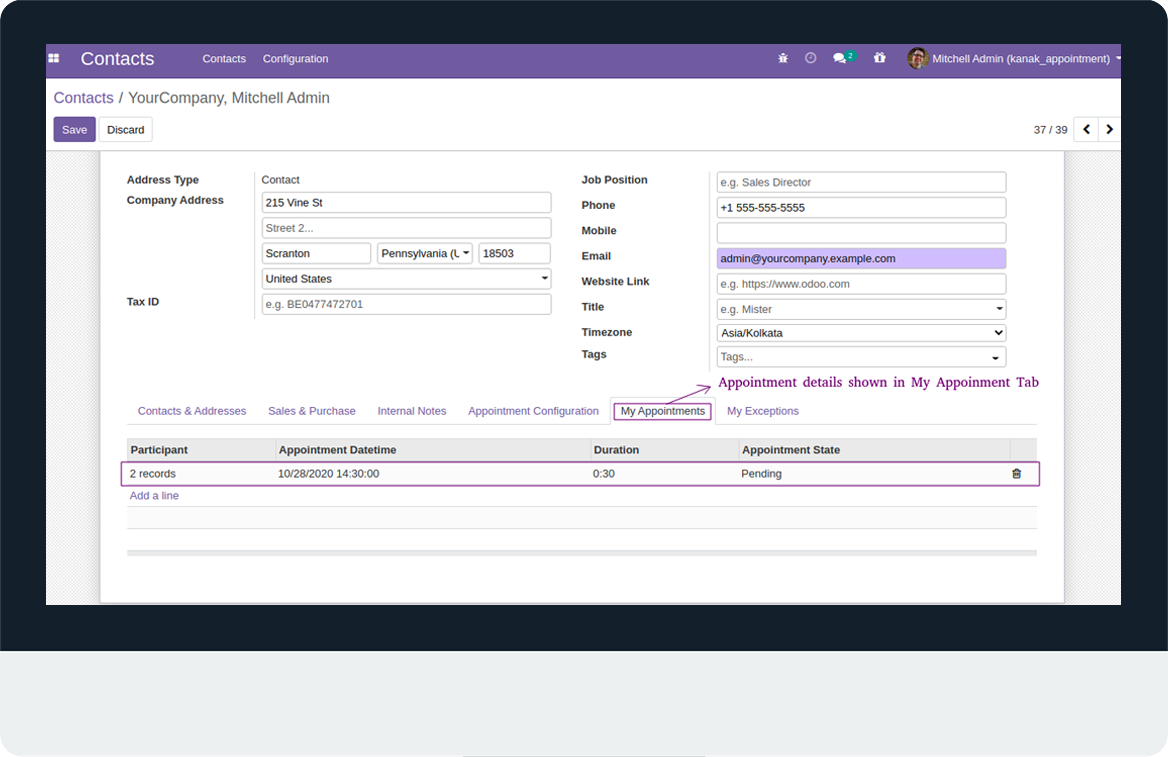 Contacts Contacts Configuration 2 Mitchell Admin (kanak_appointment)
Contacts / YourCompany, Mitchell Admin
Save Discard 37 / 39
Address Type Contact
Company Address 215 Vine St
Street 2...
Scranton Pennsylvania (U 18503
United States
Tax ID e.g. BE0477472701
Job Position e.g. Sales Director
Phone +1 555-555-5555
Mobile
Email admin@yourcompany.example.com
Website Link e.g. https://www.odoo.com
Title e.g. Mister
Timezone Asia/Kolkata
Tags Tags...
Appointment details shown in My Appoinment Tab
Contacts & Addresses Sales & Purchase Internal Notes Appointment Configuration My Appointments My Exceptions
Participant Appointment Datetime Duration Appointment State
2 records 10/28/2020 14:30:00 0:30 Pending
Add a line